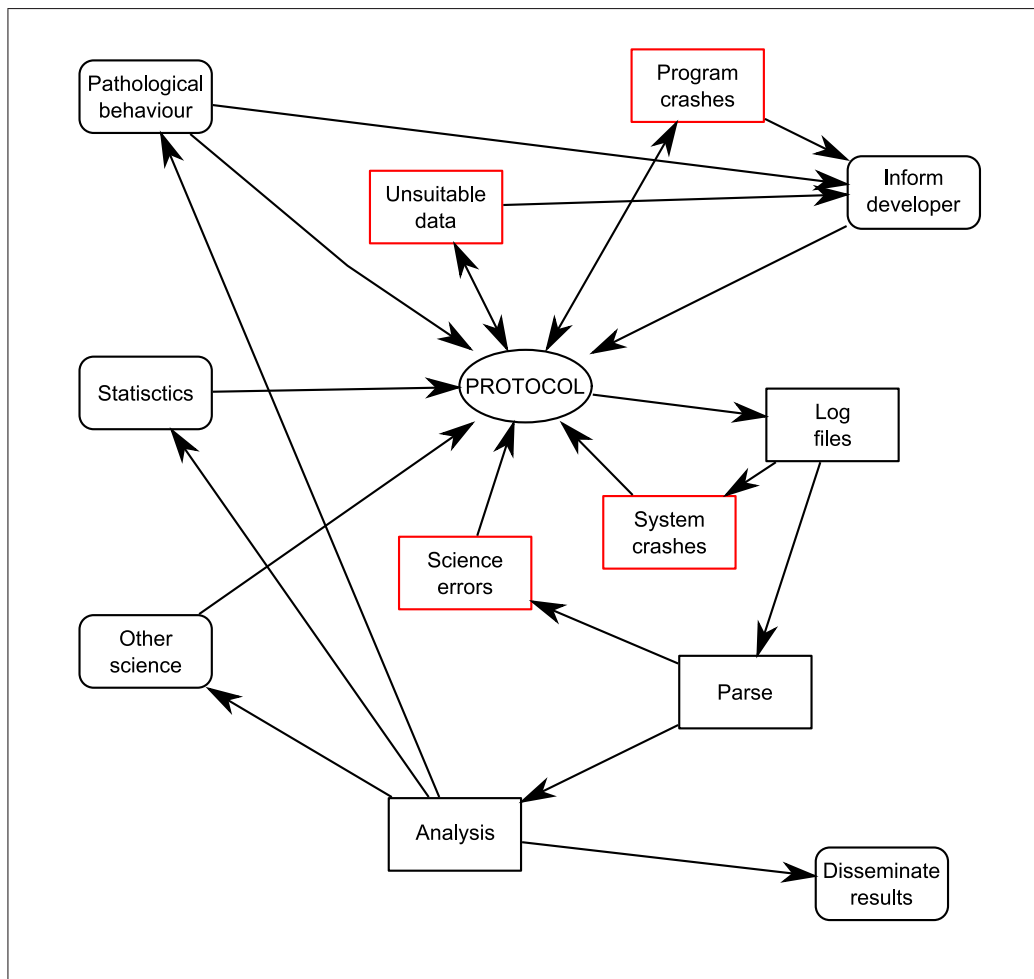 Pathological
behaviour
Program
crashes
Unsuitable
data
Inform
developer
Statisctics
PROTOCOL
Log
files
System
crashes
Science
errors
Other
science
Parse
Analysis
Disseminate
results